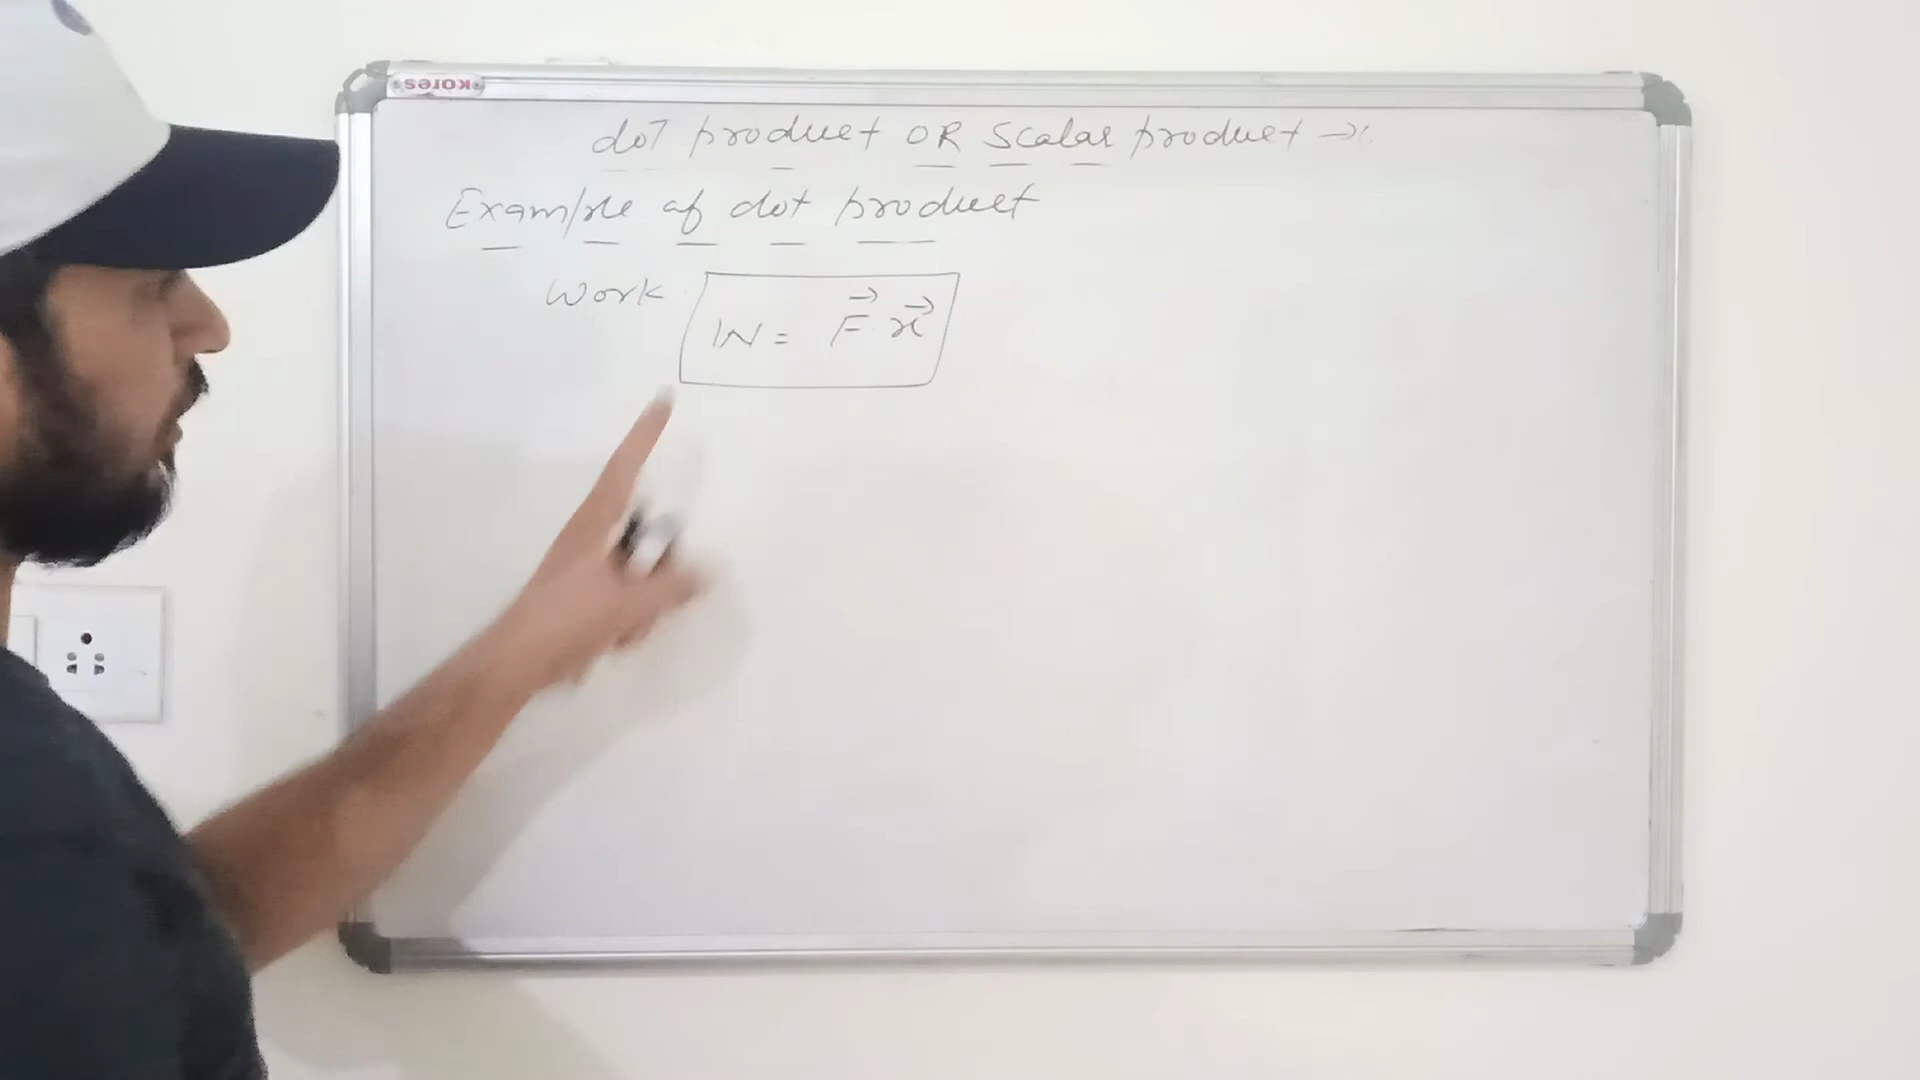 kores
doT product OR Scalar product →:
Example of dot product
Work
W = F⃗ . x⃗